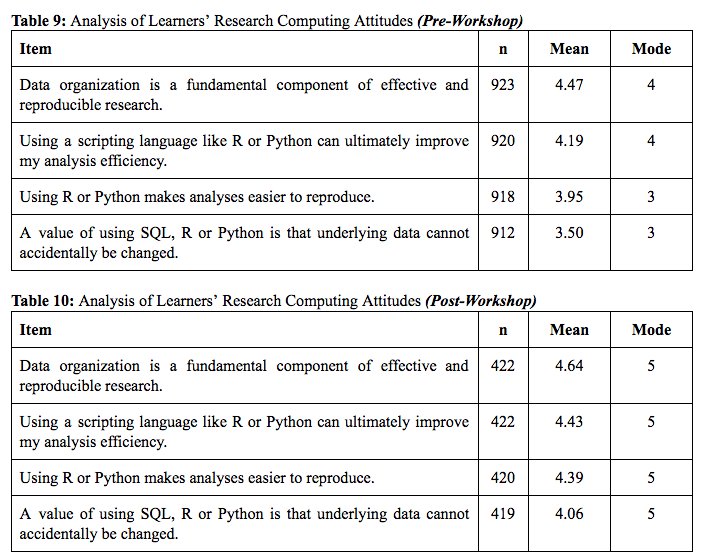 Table 9: Analysis of Learners’ Research Computing Attitudes (Pre-Workshop)
Item n Mean Mode
Data organization is a fundamental component of effective and 923 4.47 4
reproducible research.
Using a scripting language like R or Python can ultimately improve 920 4.19 4
my analysis efficiency.
Using R or Python makes analyses easier to reproduce. 918 3.95 3
A value of using SQL, R or Python is that underlying data cannot 912 3.50 3
accidentally be changed.
Table 10: Analysis of Learners’ Research Computing Attitudes (Post-Workshop)
Item n Mean Mode
Data organization is a fundamental component of effective and 422 4.64 5
reproducible research.
Using a scripting language like R or Python can ultimately improve 422 4.43 5
my analysis efficiency.
Using R or Python makes analyses easier to reproduce. 420 4.39 5
A value of using SQL, R or Python is that underlying data cannot 419 4.06 5
accidentally be changed.